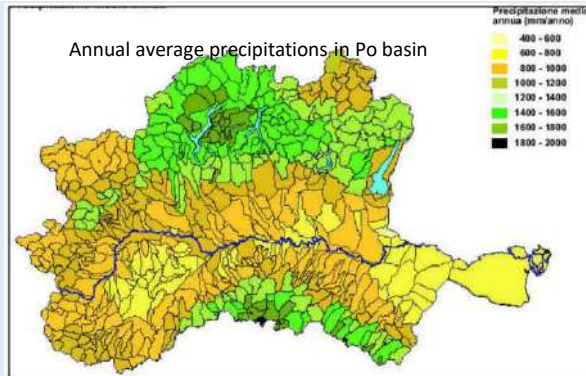 Annual average precipitations in Po basin
Precipitazione media
annua (mm/anno)
400 - 600
600 - 800
800 - 1000
1000 - 1200
1200 - 1400
1400 - 1600
1600 - 1800
1800 - 2000